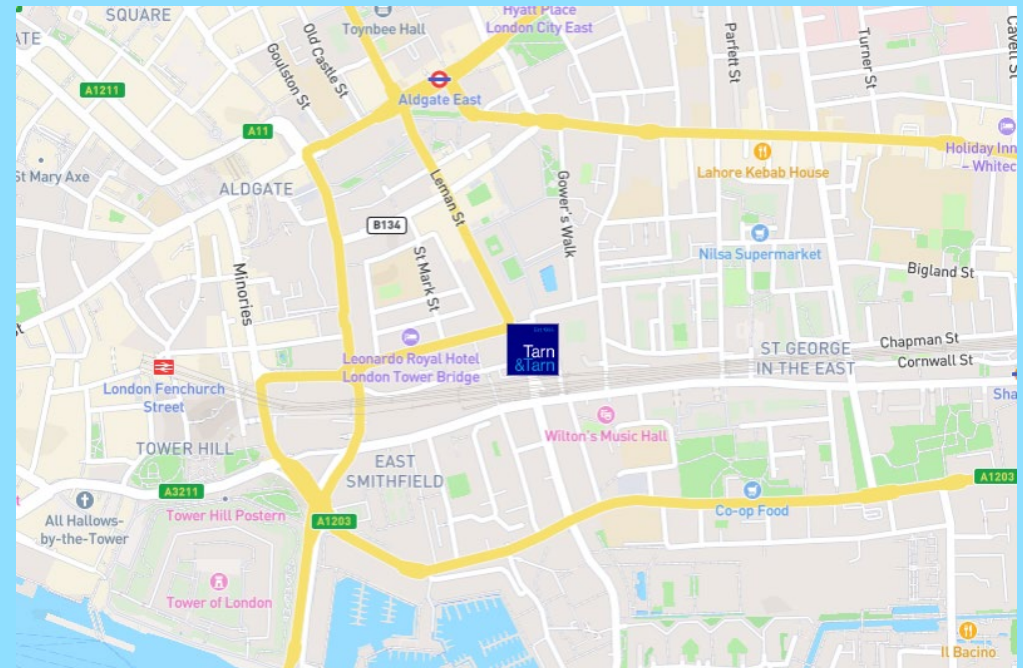 SQUARE
Toynbee Hall
Hyatt Place
London City East
ATE
Old Castle St
Goulston St
Parfett St
Turner St
Cavell St
A1211
Aldgate East
A11
Holiday Inn
– Whitec
Lahore Kebab House
St Mary Axe
ALDGATE
Leman St
Gower's Walk
B134
St Mark St
Nilsa Supermarket
Bigland St
Minories
St
Tarn
&Tarn
Leonardo Royal Hotel
London Tower Bridge
ST GEORGE
IN THE EAST
Chapman St
Cornwall St
London Fenchurch
Street
Sha
Wilton's Music Hall
TOWER HILL
EAST
SMITHFIELD
A3211
A1203
Tower Hill Postern
A1203
Co-op Food
All Hallows-
by-the-Tower
Tower of London
Il Bacino